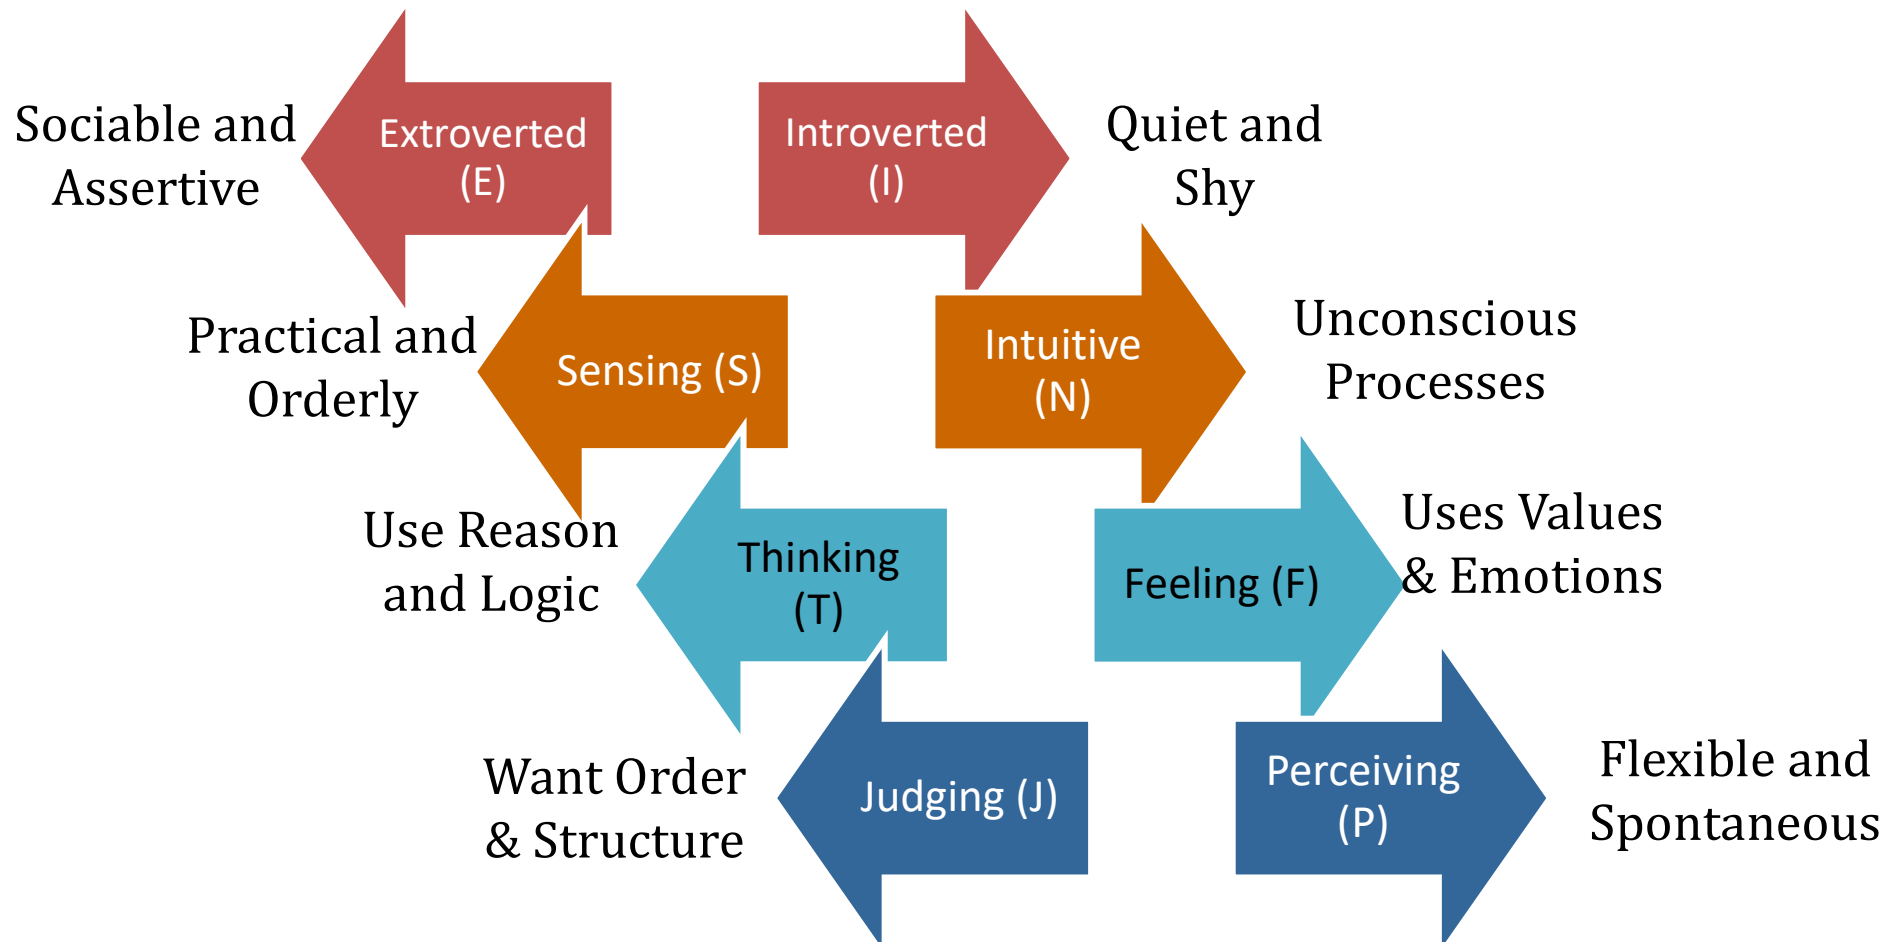 Sociable and
Assertive
Extroverted
(E)
Introverted
(I)
Quiet and
Shy
Practical and
Orderly
Sensing (S)
Intuitive
(N)
Unconscious
Processes
Use Reason
and Logic
Thinking
(T)
Feeling (F)
Uses Values
& Emotions
Want Order
& Structure
Judging (J)
Perceiving
(P)
Flexible and
Spontaneous